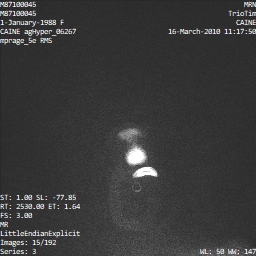 M87100045
MRN
M87100045
TrioTim
1-January-1988 F
CAINE
CAINE agHyper_06267
16-March-2010 11:17:50
mprage_5e RMS
ST: 1.00 SL: -77.85
RT: 2530.00 ET: 1.64
FS: 3.00
MR
LittleEndianExplicit
Images: 15/192
Series: 3
WL: 50 WW: 147